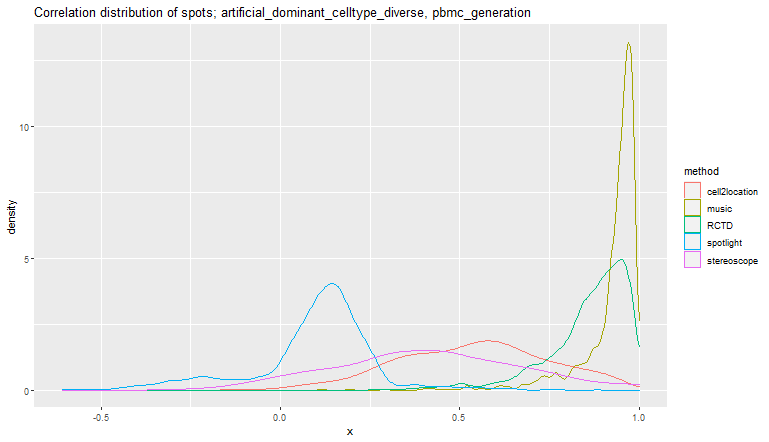 Correlation distribution of spots; artificial_dominant_celltype_diverse, pbmc_generation
density
10
5
0
-0.5
0.0
0.5
1.0
x
method
cell2location
music
RCTD
spotlight
stereoscope